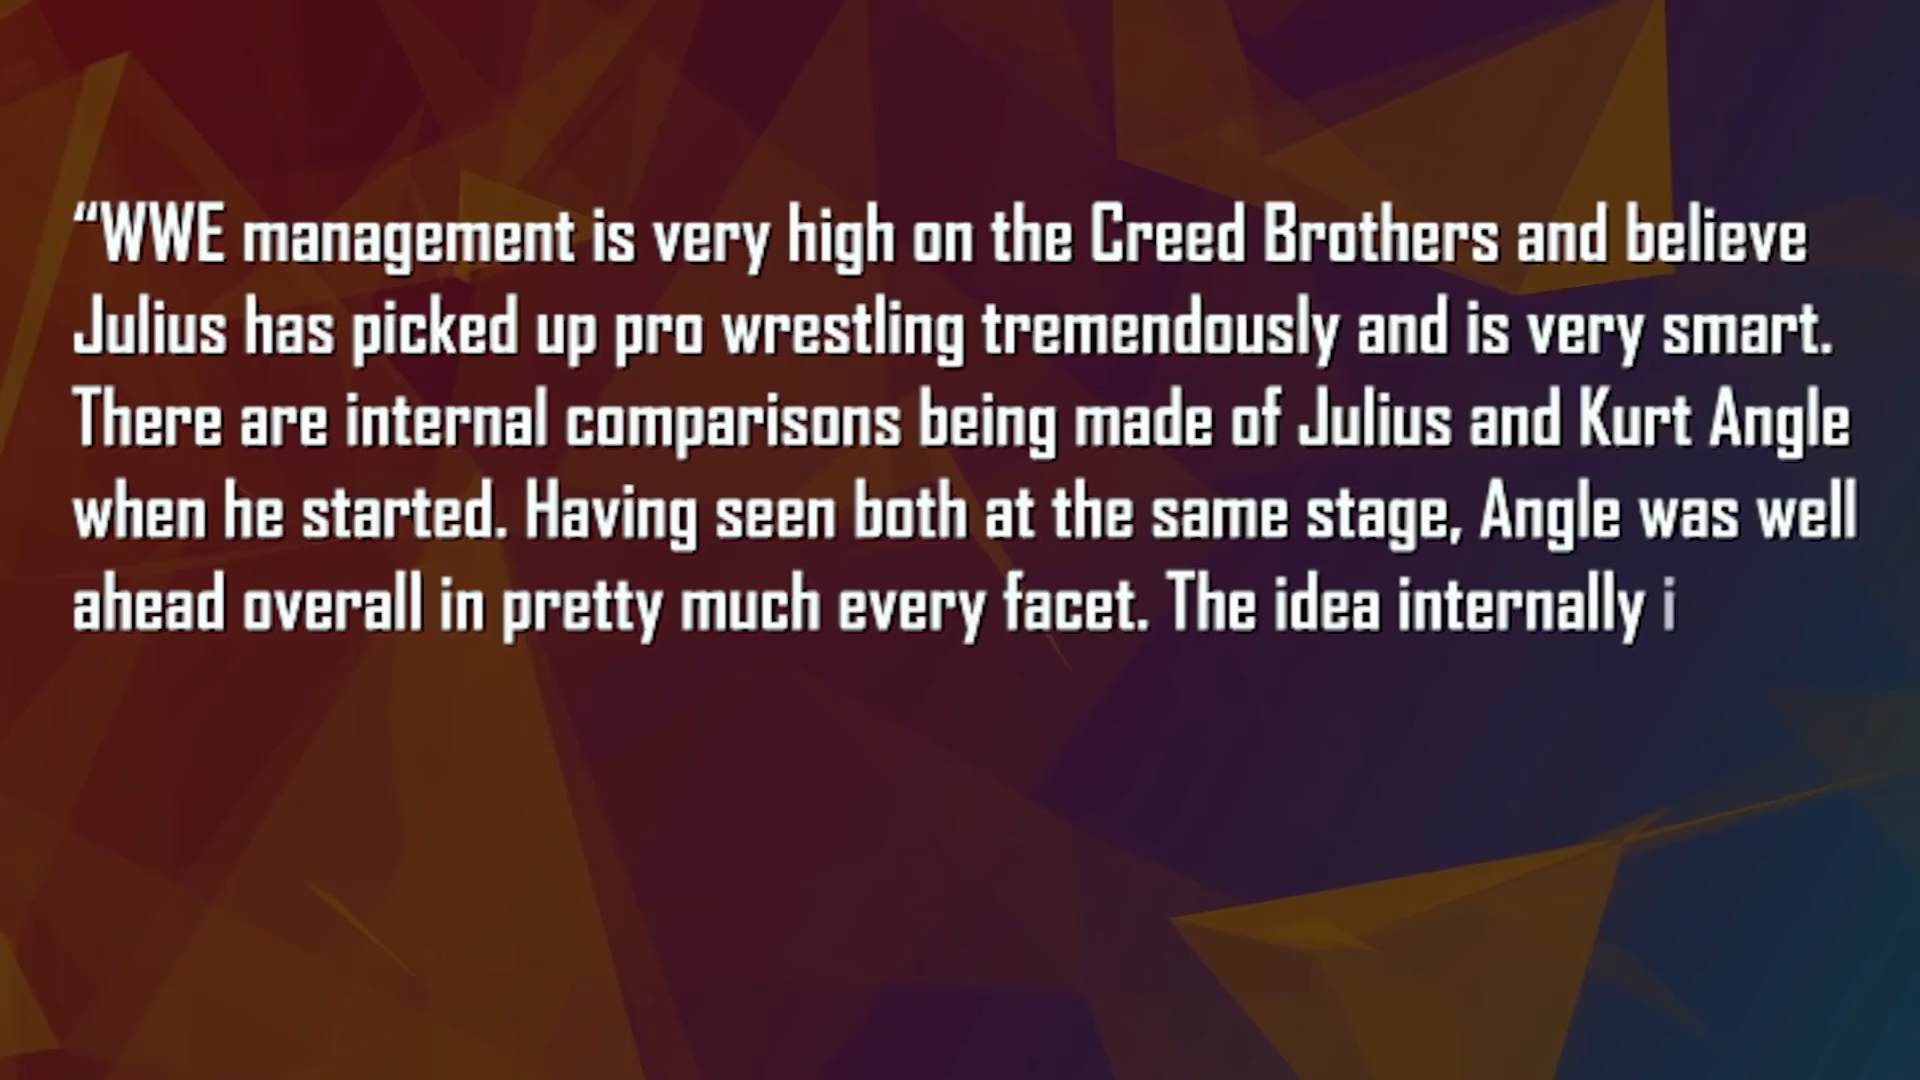 “WWE management is very high on the Creed Brothers and believe
Julius has picked up pro wrestling tremendously and is very smart.
There are internal comparisons being made of Julius and Kurt Angle
when he started. Having seen both at the same stage, Angle was well
ahead overall in pretty much every facet. The idea internally i